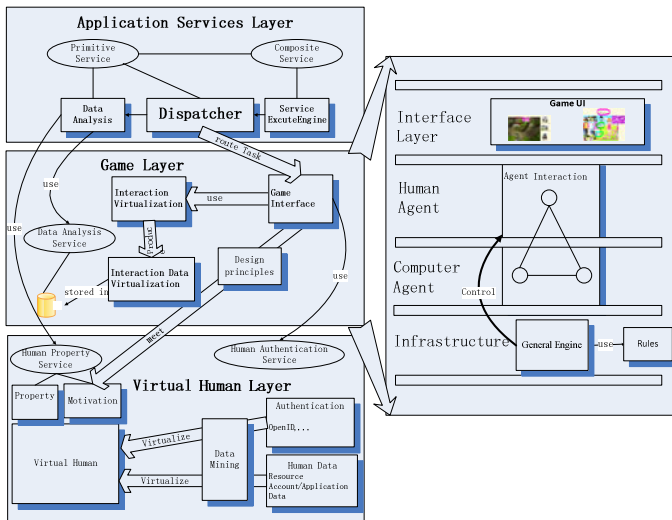 Application Services Layer
Primitive
Service
Composite
Service
Data
Analysis
Dispatcher
Service
ExcuteEngine
route Task
Game Layer
use
use
Interaction
Virtualization
use
Game
Interface
Data Analysis
Service
Produc
e
Design
principles
use
Interaction Data
Virtualization
stored in
meet
Human Property
Service
Human Authentication
Service
Virtual Human Layer
Property
Motivation
Authentication
OpenID,...
Virtualize
Virtual Human
Data
Mining
Human Data
Resource
Account/Application
Data
Virtualize
Interface
Layer
Game UI
Human
Agent
Agent Interaction
Computer
Agent
Control
Infrastructure
General Engine
use
Rules